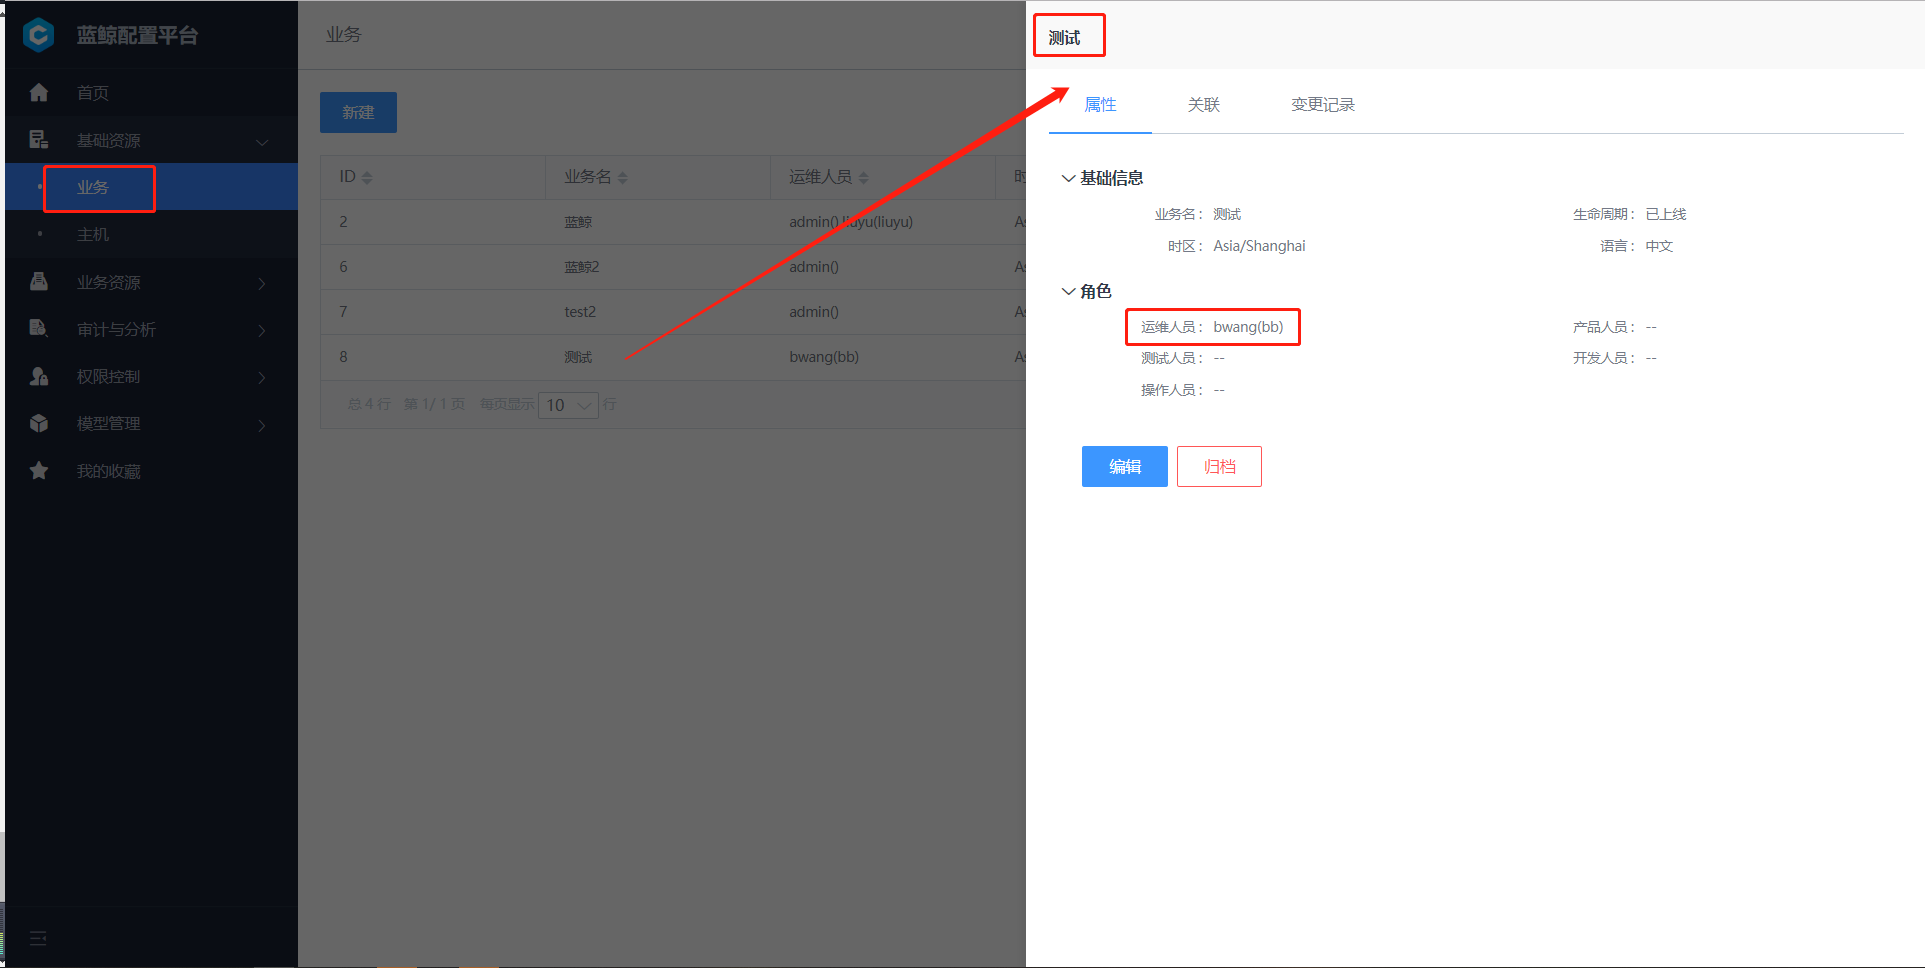 蓝鲸配置平台
首页
基础资源
业务
主机
业务资源
审计与分析
权限控制
模型管理
我的收藏
业务
新建
ID 业务名 运维人员 时
2 蓝鲸 admin(),liuyu(liuyu) As
6 蓝鲸2 admin() As
7 test2 admin() As
8 测试 bwang(bb) As
总 4 行 第 1/ 1 页 每页显示 10 行
测试
属性 关联 变更记录
基础信息
业务名： 测试 生命周期： 已上线
时区： Asia/Shanghai 语言： 中文
角色
运维人员： bwang(bb) 产品人员： --
测试人员： -- 开发人员： --
操作人员： --
编辑 归档